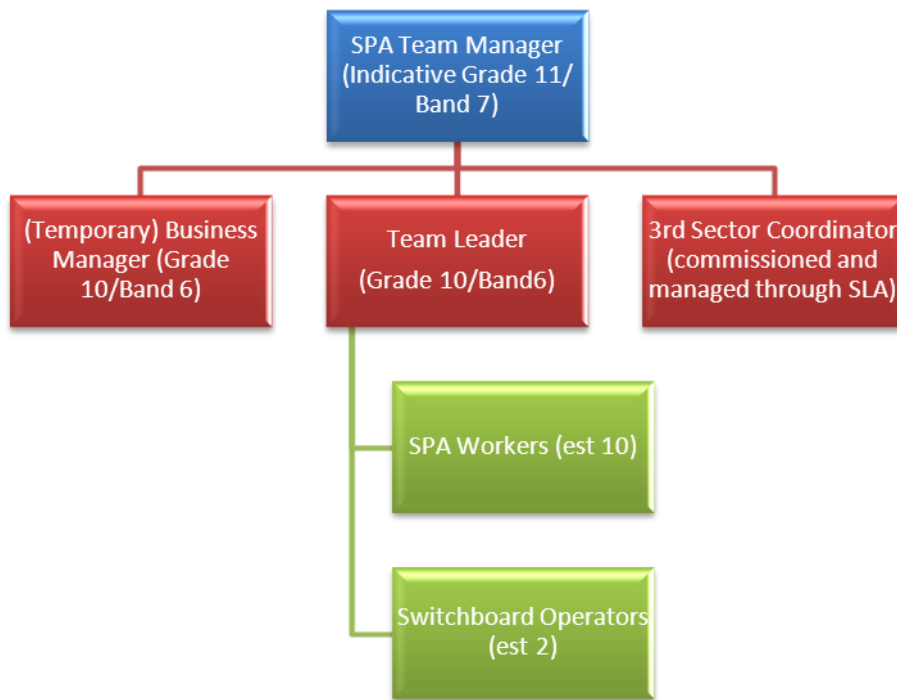 SPA Team Manager
(Indicative Grade 11/
Band 7)
(Temporary) Business
Manager (Grade
10/Band 6)
Team Leader
(Grade 10/Band6)
3rd Sector Coordinator
(commissioned and
managed through SLA)
SPA Workers (est 10)
Switchboard Operators
(est 2)